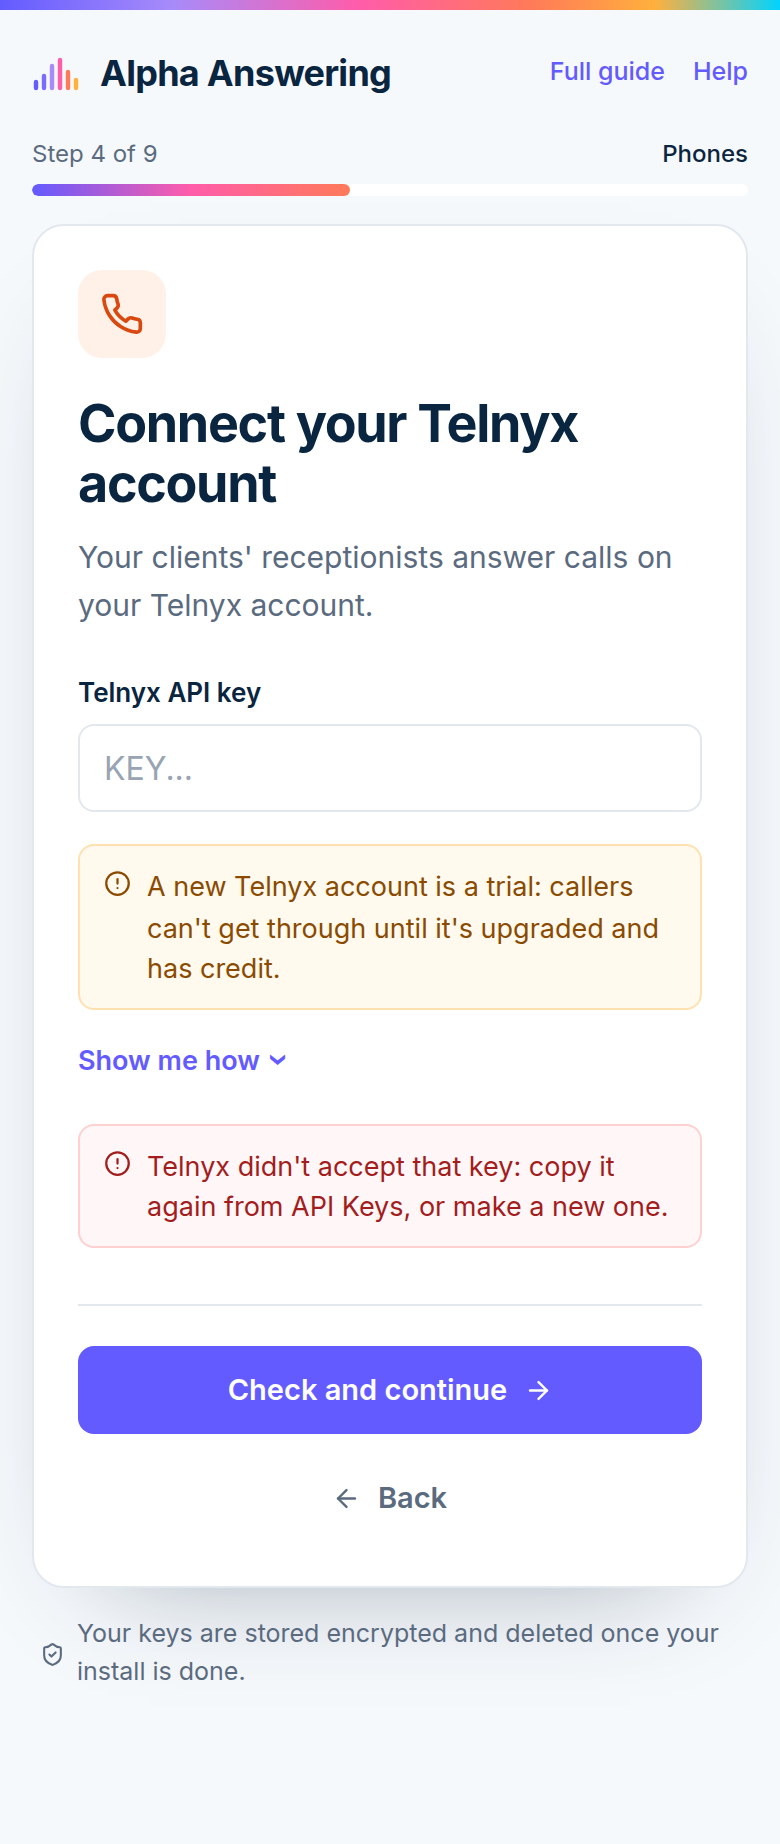 Alpha Answering
Full guide
Help
Step 4 of 9
Phones
Connect your Telnyx
account
Your clients' receptionists answer calls on
your Telnyx account.
Telnyx API key
KEY...
A new Telnyx account is a trial: callers
can't get through until it's upgraded and
has credit.
Show me how
Telnyx didn't accept that key: copy it
again from API Keys, or make a new one.
Check and continue
Back
Your keys are stored encrypted and deleted once your
install is done.